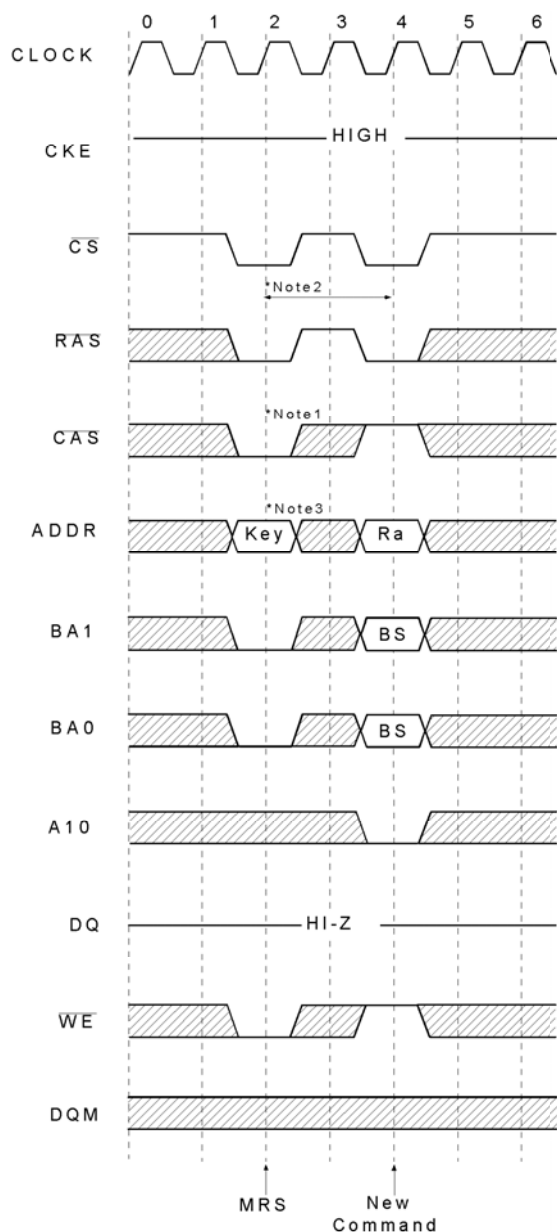 0 1 2 3 4 5 6
CLOCK
CKE
HIGH
CS
*Note2
RAS
*Note1
CAS
*Note3
ADDR
Key
Ra
BA1
BS
BA0
BS
A10
DQ
HI-Z
WE
DQM
MRS
New
Command